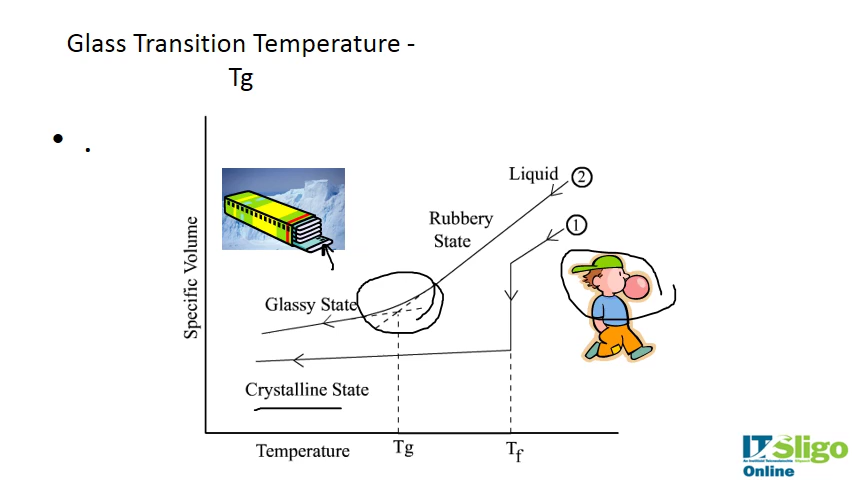 Glass Transition Temperature -
Tg
• .
Liquid 2
1
Rubbery
State
Specific Volume
Glassy State
Crystalline State
Temperature
Tg
Tf
IT Sligo
Online